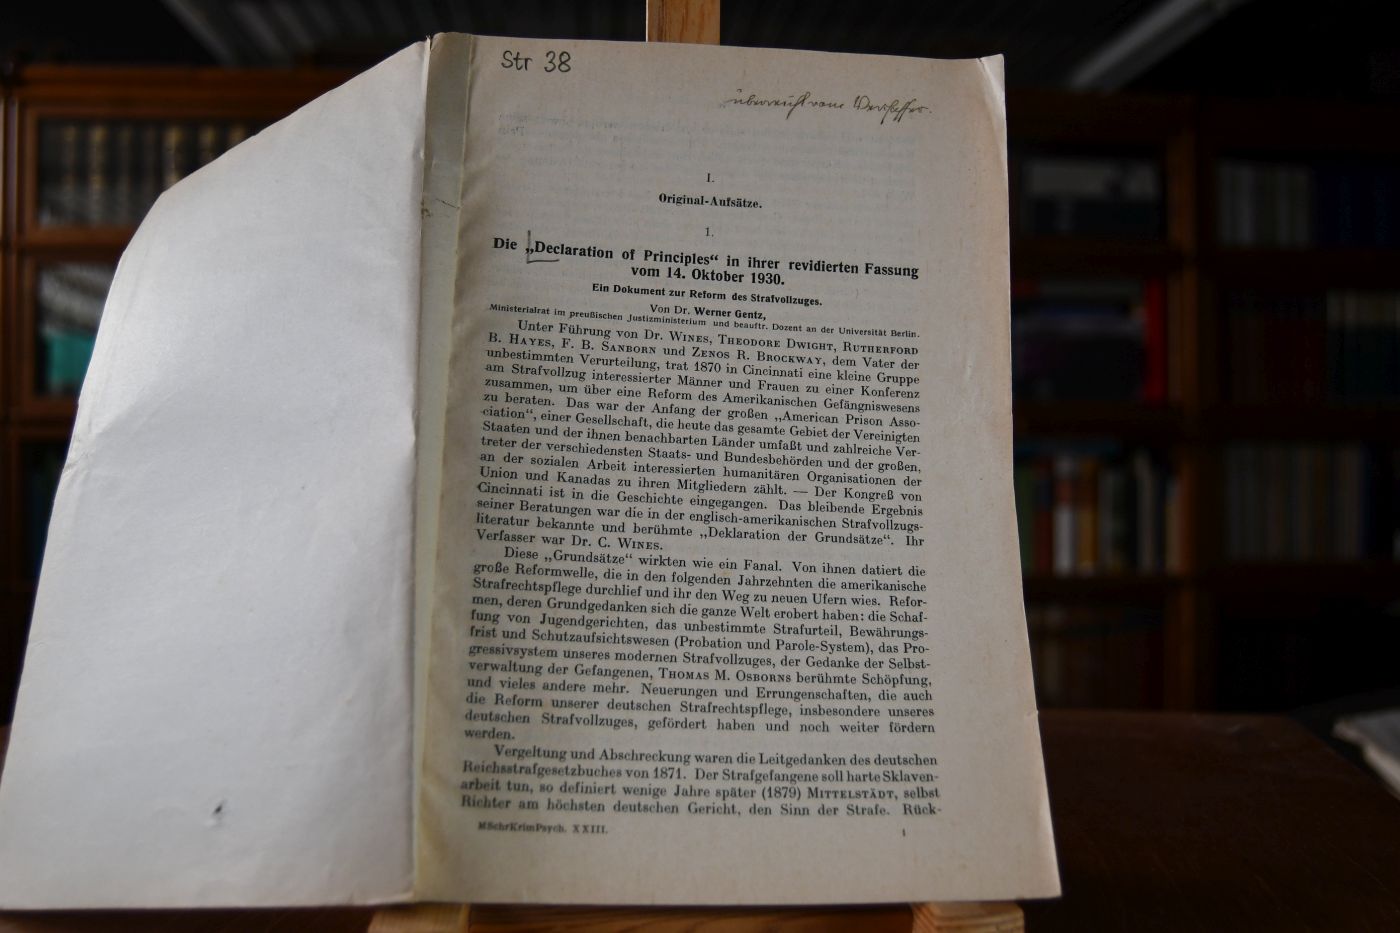 Str 38
überreicht vom Verfasser.
I.
Original-Aufsätze.
1.
Die „Declaration of Principles“ in ihrer revidierten Fassung
vom 14. Oktober 1930.
Ein Dokument zur Reform des Strafvollzuges.
Von Dr. Werner Gentz,
Ministerialrat im preußischen Justizministerium und beauftr. Dozent an der Universität Berlin.
Unter Führung von Dr. WINES, THEODORE DWIGHT, RUTHERFORD
B. HAYES, F. B. SANBORN und ZENOS R. BROCKWAY, dem Vater der
unbestimmten Verurteilung, trat 1870 in Cincinnati eine kleine Gruppe
am Strafvollzug interessierter Männer und Frauen zu einer Konferenz
zusammen, um über eine Reform des Amerikanischen Gefängniswesens
zu beraten. Das war der Anfang der großen „American Prison Asso-
ciation“, einer Gesellschaft, die heute das gesamte Gebiet der Vereinigten
Staaten und der ihnen benachbarten Länder umfaßt und zahlreiche Ver-
treter der verschiedensten Staats- und Bundesbehörden und der großen,
an der sozialen Arbeit interessierten humanitären Organisationen der
Union und Kanadas zu ihren Mitgliedern zählt. — Der Kongreß von
Cincinnati ist in die Geschichte eingegangen. Das bleibende Ergebnis
seiner Beratungen war die in der englisch-amerikanischen Strafvollzugs-
literatur bekannte und berühmte „Deklaration der Grundsätze“. Ihr
Verfasser war Dr. C. WINES.
Diese „Grundsätze“ wirkten wie ein Fanal. Von ihnen datiert die
große Reformwelle, die in den folgenden Jahrzehnten die amerikanische
Strafrechtspflege durchlief und ihr den Weg zu neuen Ufern wies. Refor-
men, deren Grundgedanken sich die ganze Welt erobert haben: die Schaf-
fung von Jugendgerichten, das unbestimmte Strafurteil, Bewährungs-
frist und Schutzaufsichtswesen (Probation und Parole-System), das Pro-
gressivsystem unseres modernen Strafvollzuges, der Gedanke der Selbst-
verwaltung der Gefangenen, THOMAS M. OSBORNS berühmte Schöpfung,
und vieles andere mehr. Neuerungen und Errungenschaften, die auch
die Reform unserer deutschen Strafrechtspflege, insbesondere unseres
deutschen Strafvollzuges, gefördert haben und noch weiter fördern
werden.
Vergeltung und Abschreckung waren die Leitgedanken des deutschen
Reichsstrafgesetzbuches von 1871. Der Strafgefangene soll harte Sklaven-
arbeit tun, so definiert wenige Jahre später (1879) MITTELSTÄDT, selbst
Richter am höchsten deutschen Gericht, den Sinn der Strafe. Rück-
MSchrKrimPsych. XXIII.
1